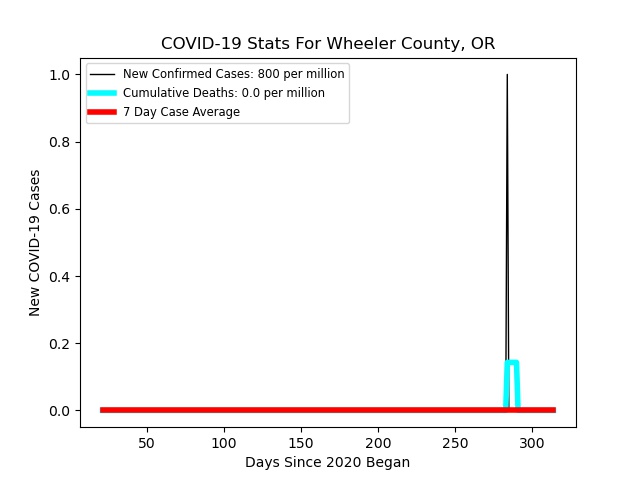 COVID-19 Stats For Wheeler County, OR
New Confirmed Cases: 800 per million
Cumulative Deaths: 0.0 per million
7 Day Case Average
1.0
0.8
0.6
0.4
0.2
0.0
New COVID-19 Cases
50 100 150 200 250 300
Days Since 2020 Began